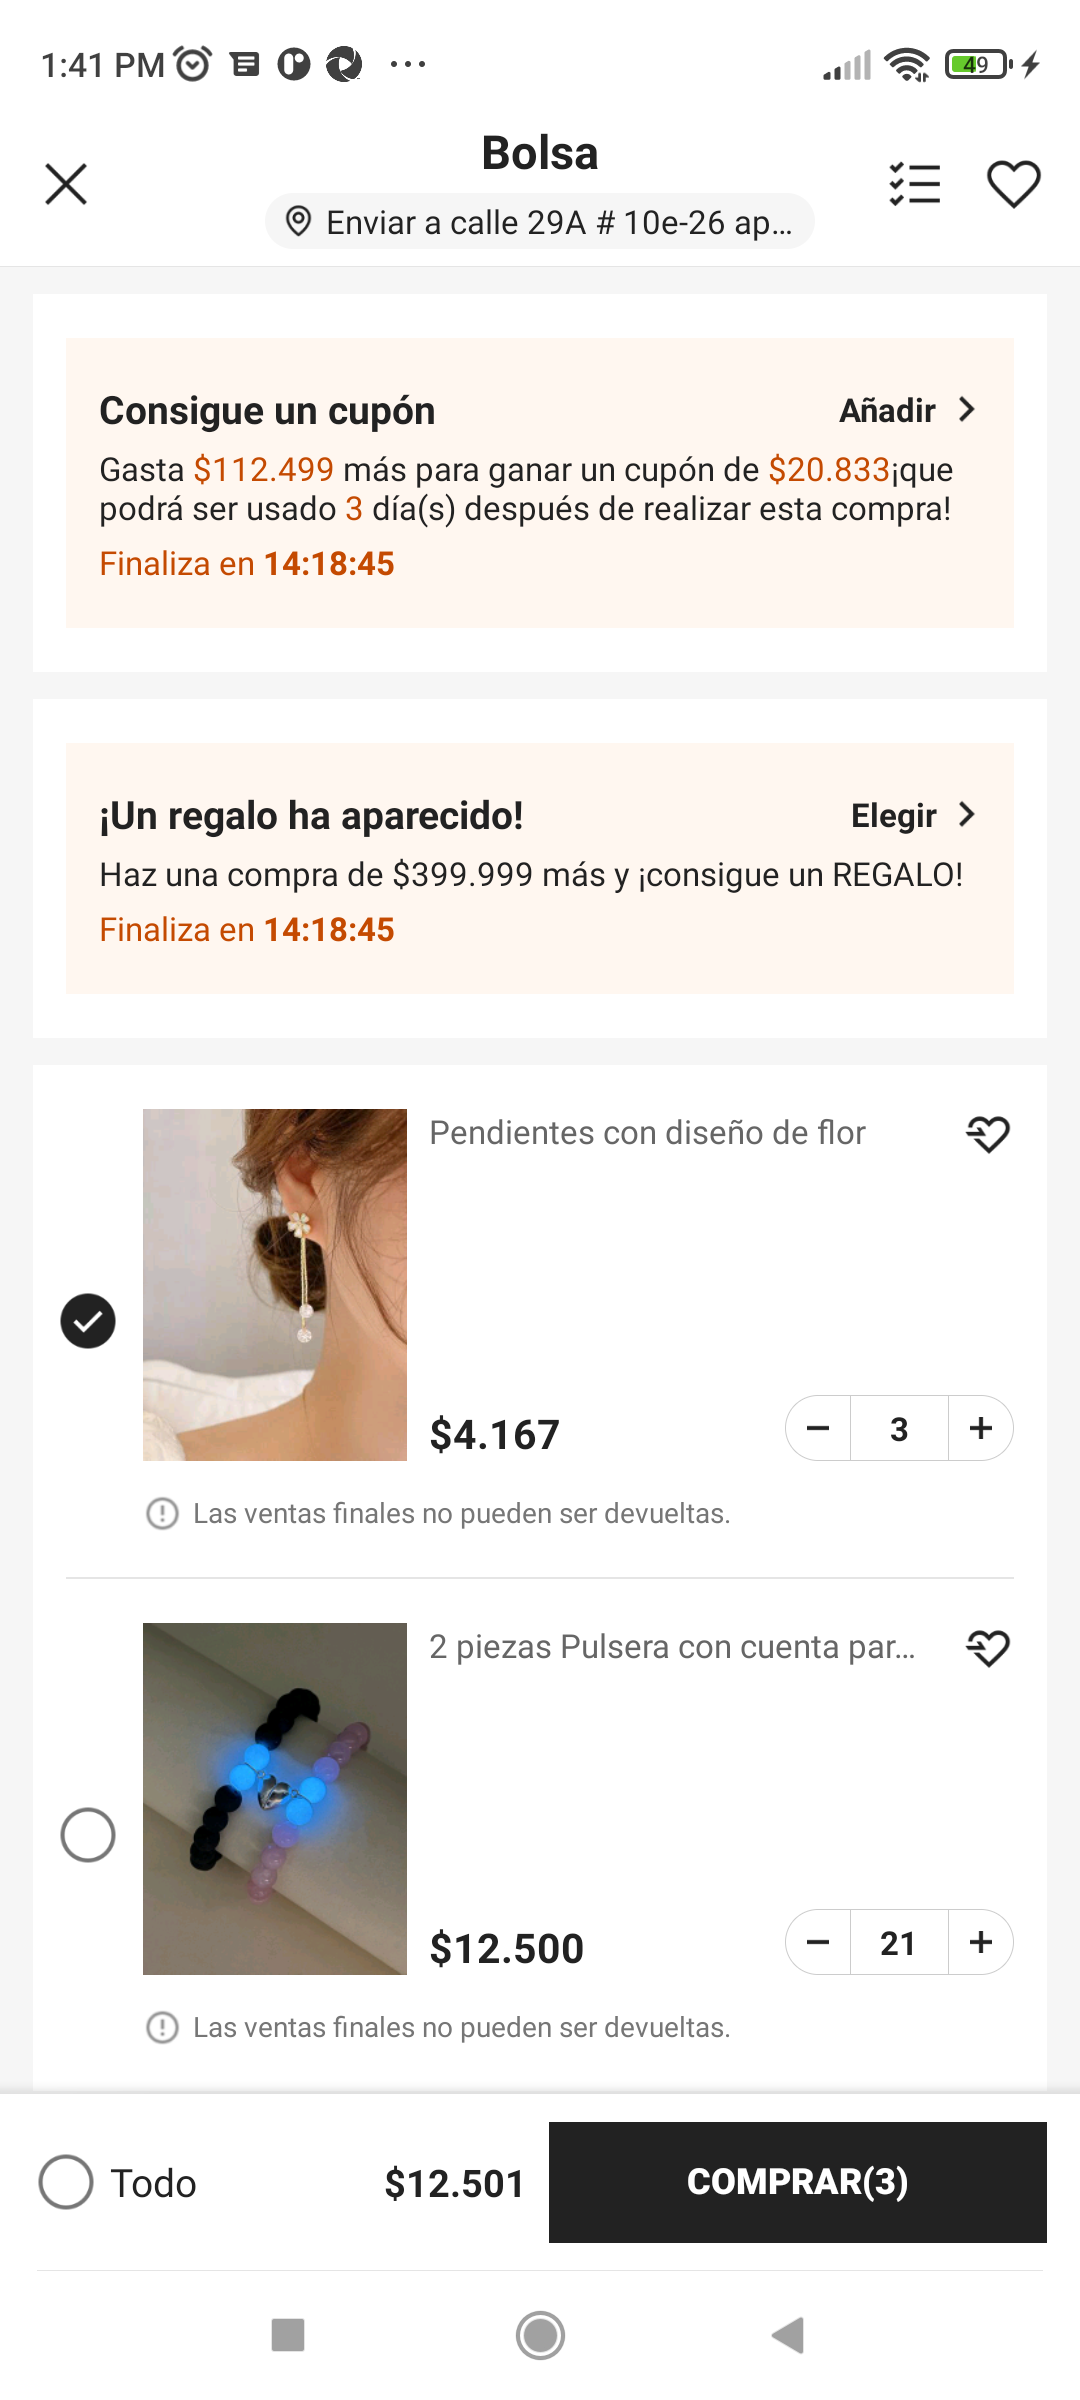 1:41 PM
49
Bolsa
Enviar a calle 29A # 10e-26 ap...
Consigue un cupón
Añadir
Gasta $112.499 más para ganar un cupón de $20.833¡que
podrá ser usado 3 día(s) después de realizar esta compra!
Finaliza en 14:18:45
¡Un regalo ha aparecido!
Elegir
Haz una compra de $399.999 más y ¡consigue un REGALO!
Finaliza en 14:18:45
Pendientes con diseño de flor
$4.167
3
Las ventas finales no pueden ser devueltas.
2 piezas Pulsera con cuenta par...
$12.500
21
Las ventas finales no pueden ser devueltas.
Todo
$12.501
COMPRAR(3)